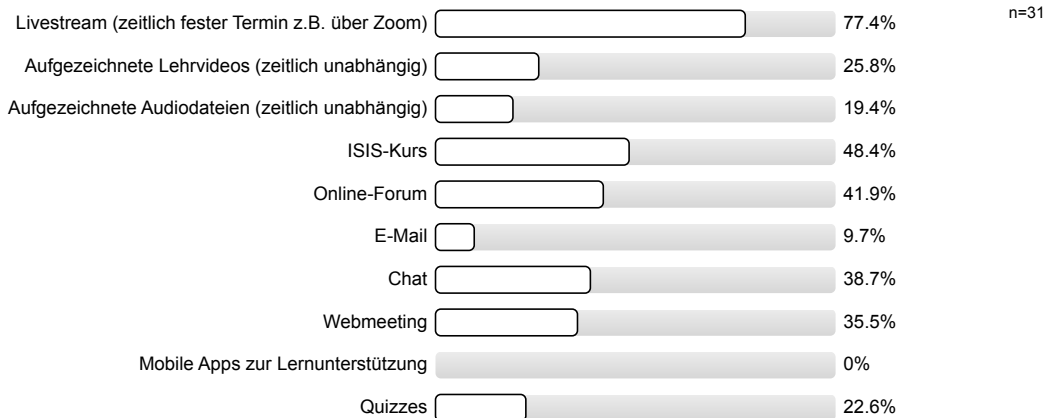 Livestream (zeitlich fester Termin z.B. über Zoom) 77.4% n=31
Aufgezeichnete Lehrvideos (zeitlich unabhängig) 25.8%
Aufgezeichnete Audiodateien (zeitlich unabhängig) 19.4%
ISIS-Kurs 48.4%
Online-Forum 41.9%
E-Mail 9.7%
Chat 38.7%
Webmeeting 35.5%
Mobile Apps zur Lernunterstützung 0%
Quizzes 22.6%